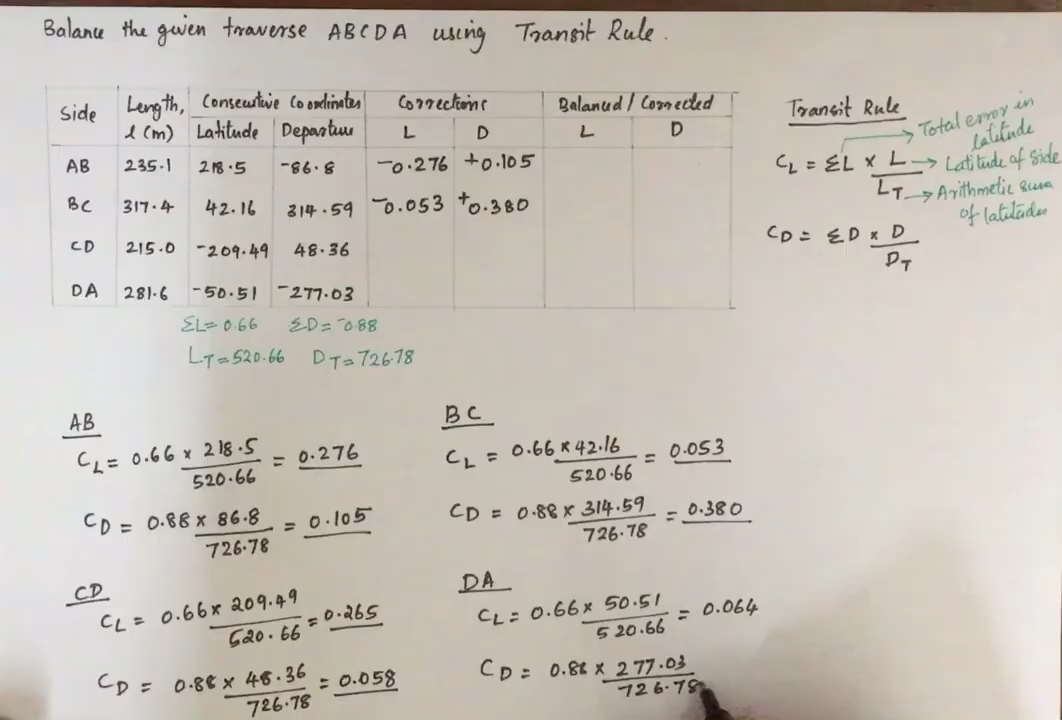 Balance the given traverse ABCDA using Transit Rule.
Side Length, l (m) Consecutive Coordinates Corrections Balanced/Corrected
Latitude Departure L D L D
AB 235.1 218.5 -86.8 -0.276 +0.105
BC 317.4 42.16 314.59 -0.053 +0.380
CD 215.0 -209.49 48.36
DA 281.6 -50.51 -277.03
ΣL= 0.66 ΣD= -0.88
LT=520.66 DT=726.78
Transit Rule
Total error in latitude
CL = ΣL × L/LT
Latitude of side
Arithmetic sum of latitudes
CD = ΣD × D/DT
AB
CL = 0.66 × 218.5/520.66 = 0.276
CD = 0.88 × 86.8/726.78 = 0.105
BC
CL = 0.66 × 42.16/520.66 = 0.053
CD = 0.88 × 314.59/726.78 = 0.380
CD
CL = 0.66 × 209.49/520.66 = 0.265
CD = 0.88 × 48.36/726.78 = 0.058
DA
CL = 0.66 × 50.51/520.66 = 0.064
CD = 0.88 × 277.03/726.78